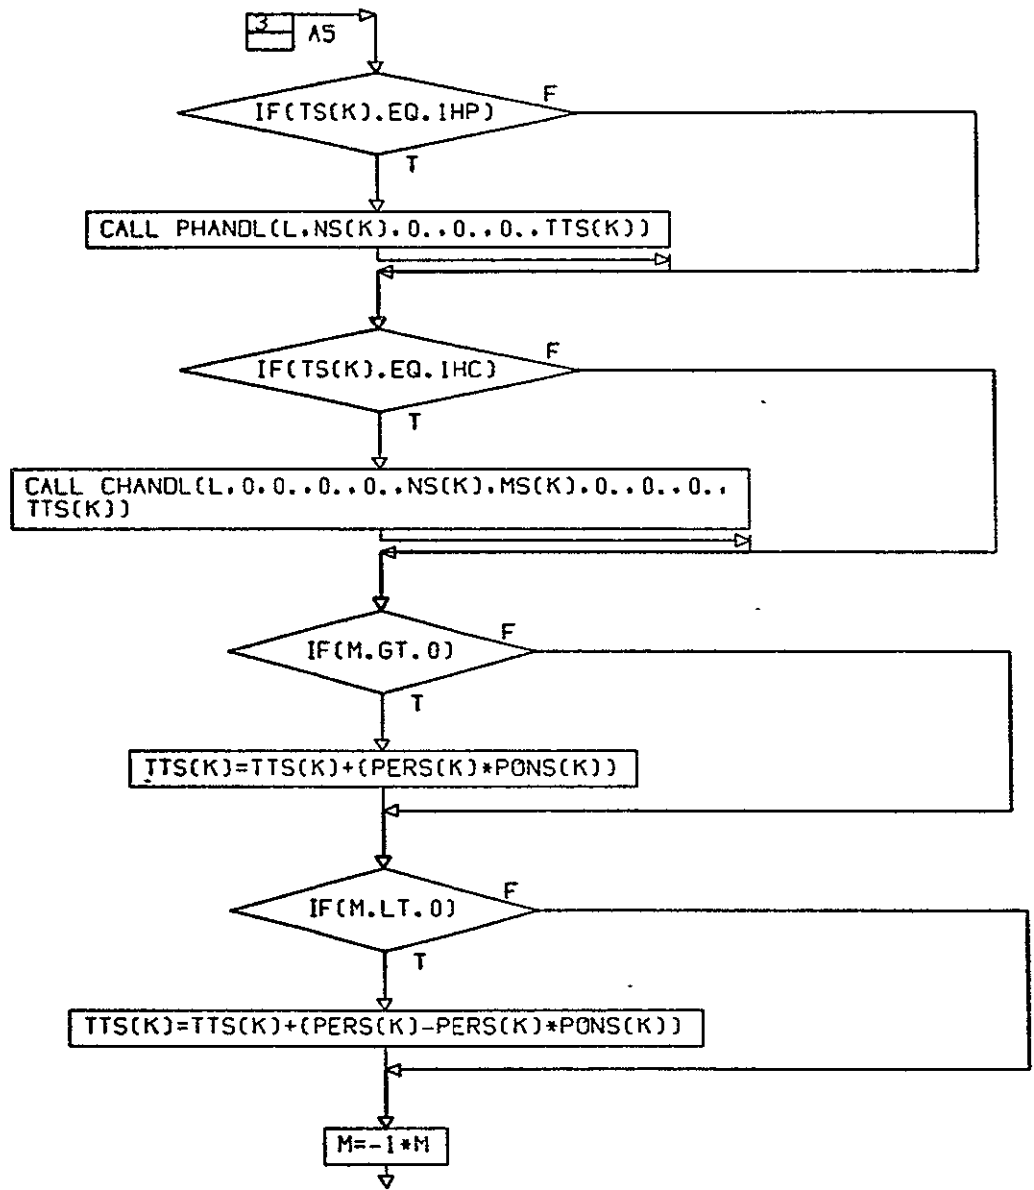 3 A5
IF(TS(K).EQ.1HP)
F
T
CALL PHANDL(L,NS(K),0.,0.,0.,TTS(K))
IF(TS(K).EQ.1HC)
F
T
CALL CHANDL(L,0,0.,0.,0.,NS(K),MS(K),0.,0.,0.,
TTS(K))
IF(M.GT.0)
F
T
TTS(K)=TTS(K)+(PERS(K)*PONS(K))
IF(M.LT.0)
F
T
TTS(K)=TTS(K)+(PERS(K)-PERS(K)*PONS(K))
M=-1*M